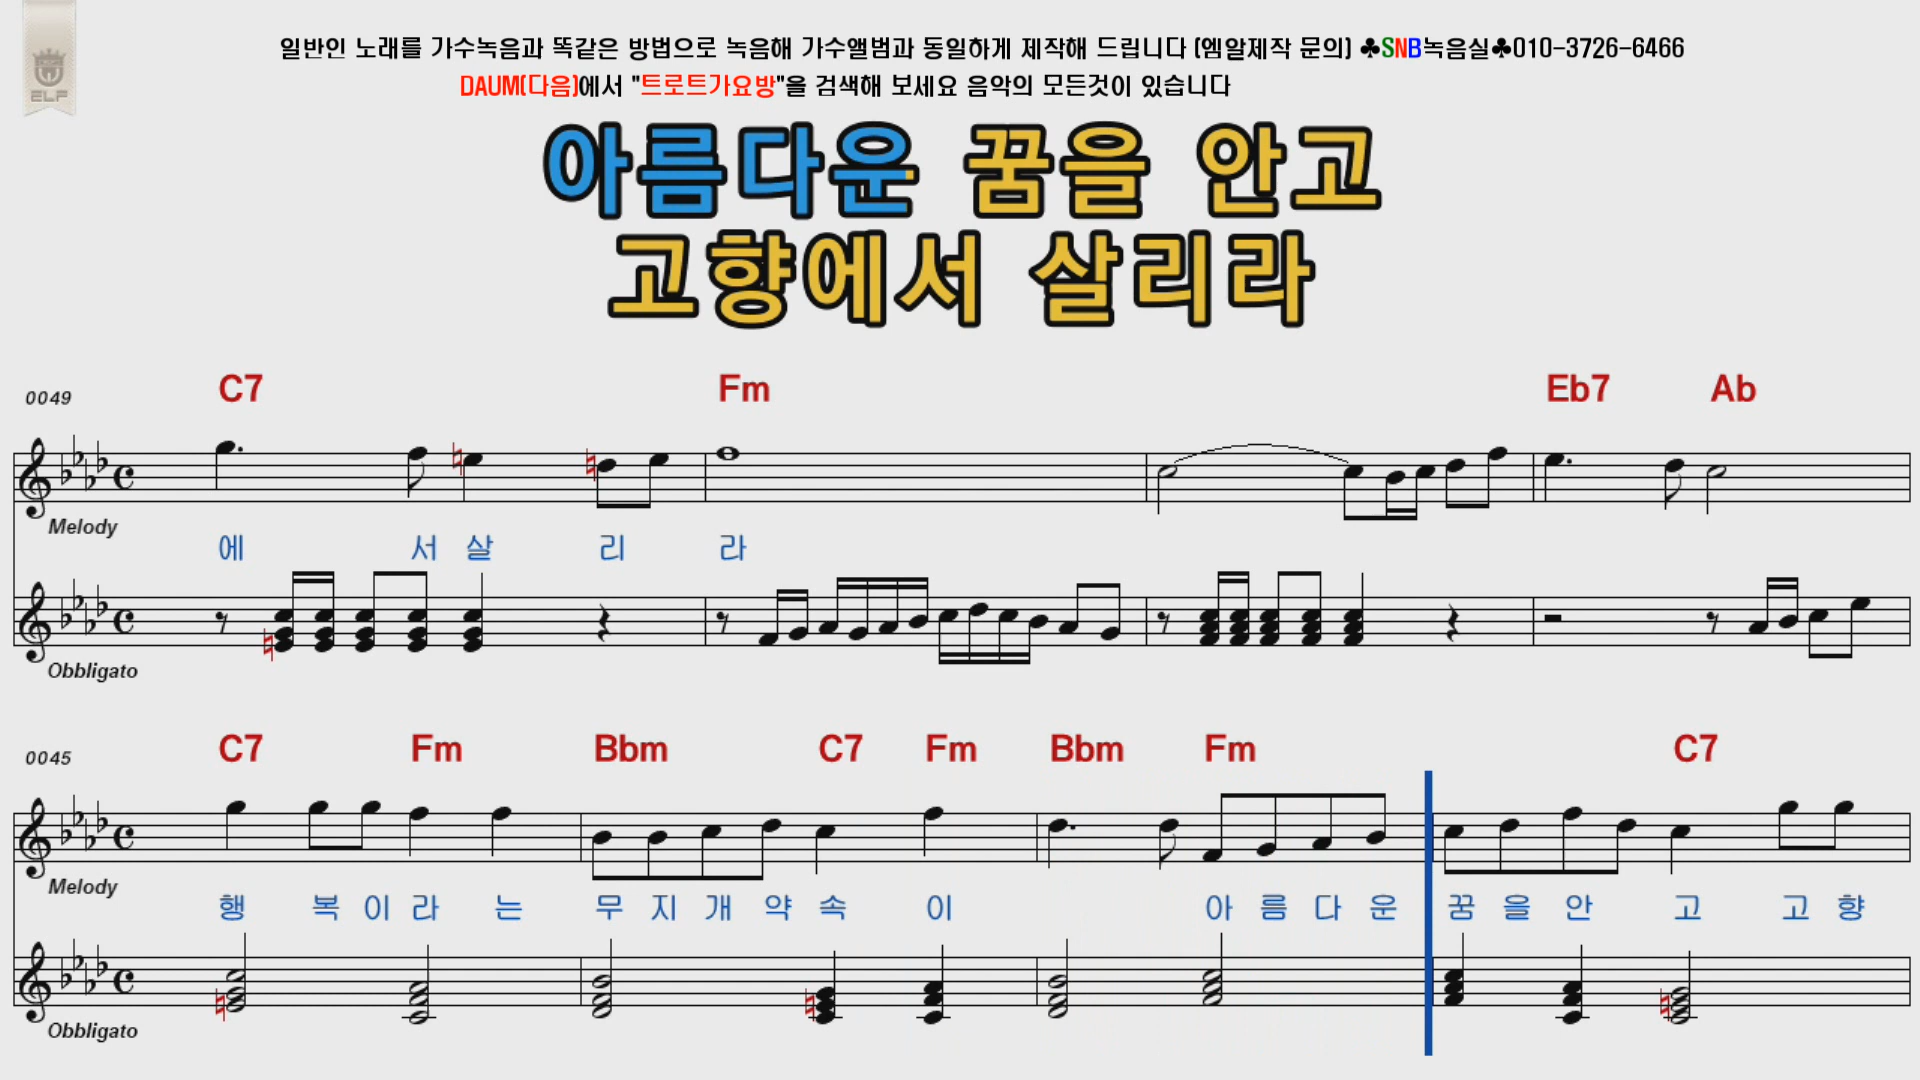 일반인 노래를 가수녹음과 똑같은 방법으로 녹음해 가수앨범과 동일하게 제작해 드립니다 (엠알제작 문의) ♣SNB녹음실♣010-3726-6466
DAUM(다음)에서 "트로트가요방"을 검색해 보세요 음악의 모든것이 있습니다
ELF
아름다운 꿈을 안고
고향에서 살리라
0049 C7 Fm Eb7 Ab
Melody
에 서 살 리 라
Obbligato
0045 C7 Fm Bbm C7 Fm Bbm Fm C7
Melody
행 복 이 라 는 무 지 개 약 속 이 아 름 다 운 꿈 을 안 고 고 향
Obbligato